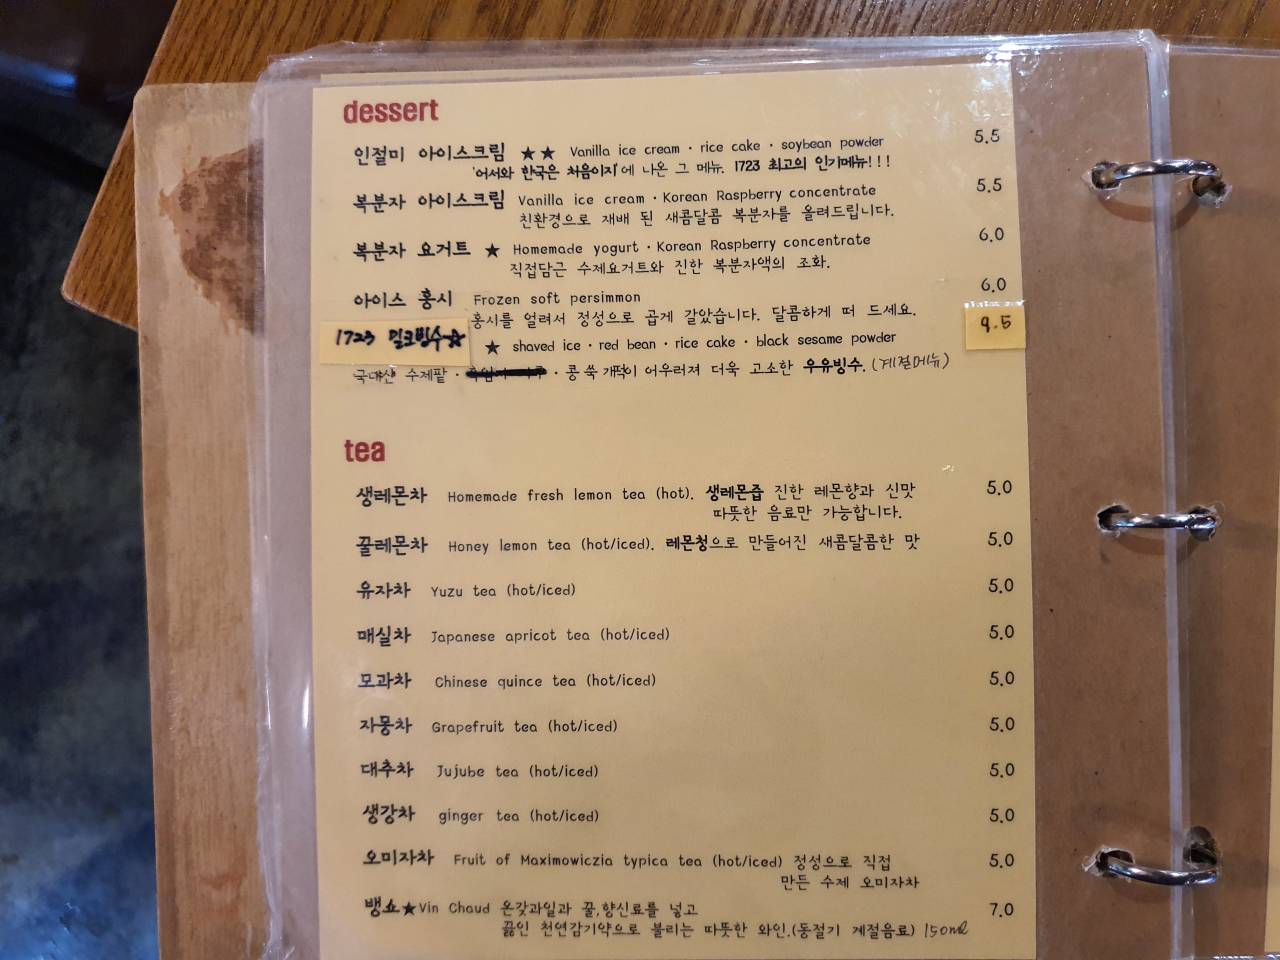 dessert
인절미 아이스크림 ★★ Vanilla ice cream · rice cake · soybean powder 5.5
'어서와 한국은 처음이지'에 나온 그 메뉴. 1723 최고의 인기메뉴!!!
복분자 아이스크림 Vanilla ice cream · Korean Raspberry concentrate 5.5
친환경으로 재배 된 새콤달콤 복분자를 올려드립니다.
복분자 요거트 ★ Homemade yogurt · Korean Raspberry concentrate 6.0
직접담근 수제요거트와 진한 복분자액의 조화.
아이스 홍시 Frozen soft persimmon 6.0
홍시를 얼려서 정성으로 곱게 갈았습니다. 달콤하게 떠 드세요.
1723 밀크빙수☆ ★ shaved ice · red bean · rice cake · black sesame powder 9.5
국내산 수제팥 · · 콩쑥개떡이 어우러져 더욱 고소한 우유빙수. (계절메뉴)
tea
생레몬차 Homemade fresh lemon tea (hot). 생레몬즙 진한 레몬향과 신맛 5.0
따뜻한 음료만 가능합니다.
꿀레몬차 Honey lemon tea (hot/iced). 레몬청으로 만들어진 새콤달콤한 맛 5.0
유자차 Yuzu tea (hot/iced) 5.0
매실차 Japanese apricot tea (hot/iced) 5.0
모과차 Chinese quince tea (hot/iced) 5.0
자몽차 Grapefruit tea (hot/iced) 5.0
대추차 Jujube tea (hot/iced) 5.0
생강차 ginger tea (hot/iced) 5.0
오미자차 Fruit of Maximowiczia typica tea (hot/iced) 정성으로 직접 5.0
만든 수제 오미자차
뱅쇼★Vin Chaud 온갖과일과 꿀,향신료를 넣고 7.0
끓인 천연감기약으로 불리는 따뜻한 와인.(동절기 계절음료) 150ml